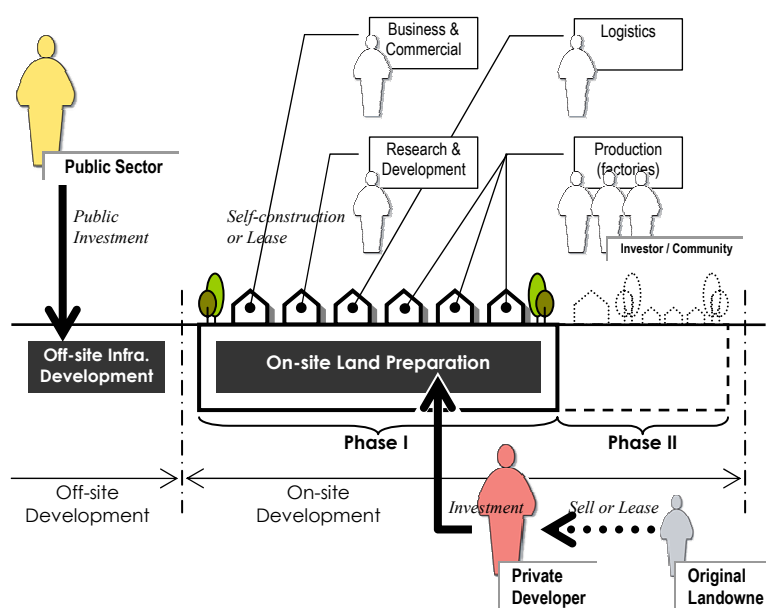 Business &
Commercial
Logistics
Public Sector
Research &
Development
Production
(factories)
Public
Investment
Self-construction
or Lease
Investor / Community
Off-site Infra.
Development
On-site Land Preparation
Phase I
Phase II
Off-site
Development
On-site
Development
Investment
Sell or Lease
Private
Developer
Original
Landowne